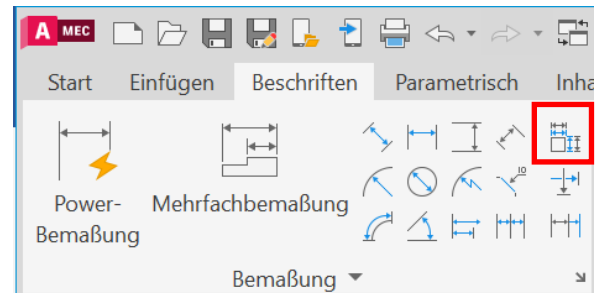 A MEC
Start Einfügen Beschriften Parametrisch Inha
Power-
Bemaßung
Mehrfachbemaßung
10
Bemaßung